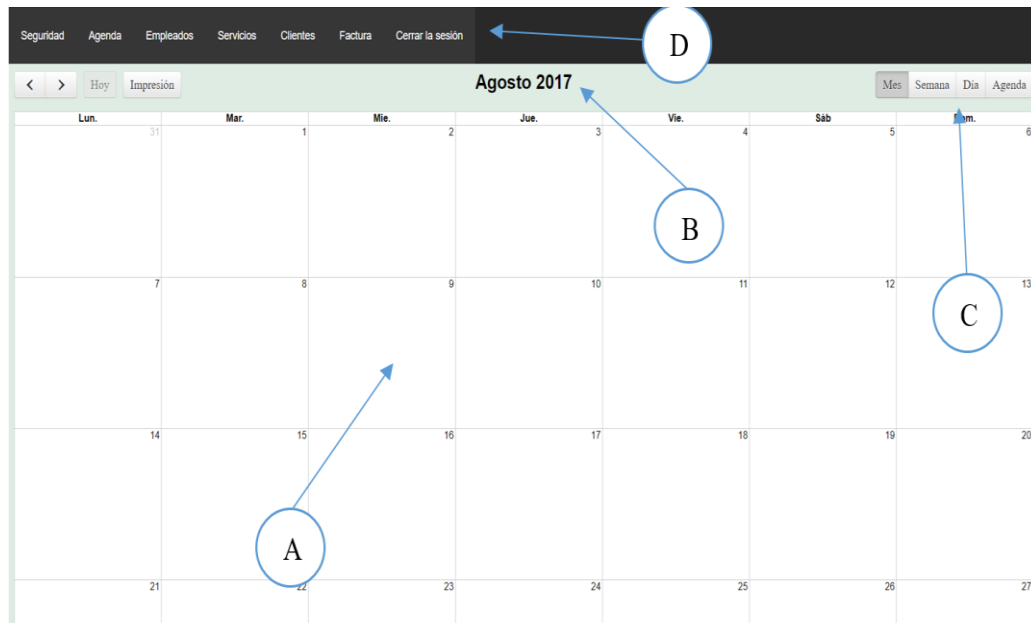 Seguridad Agenda Empleados Servicios Clientes Factura Cerrar la sesión
D
Hoy Impresión Agosto 2017 Mes Semana Día Agenda
Lun. Mar. Mie. Jue. Vie. Sáb
31 1 2 3 4 5 6
B
7 8 9 10 11 12 13
C
14 15 16 17 18 19 20
A
21 22 23 24 25 26 27